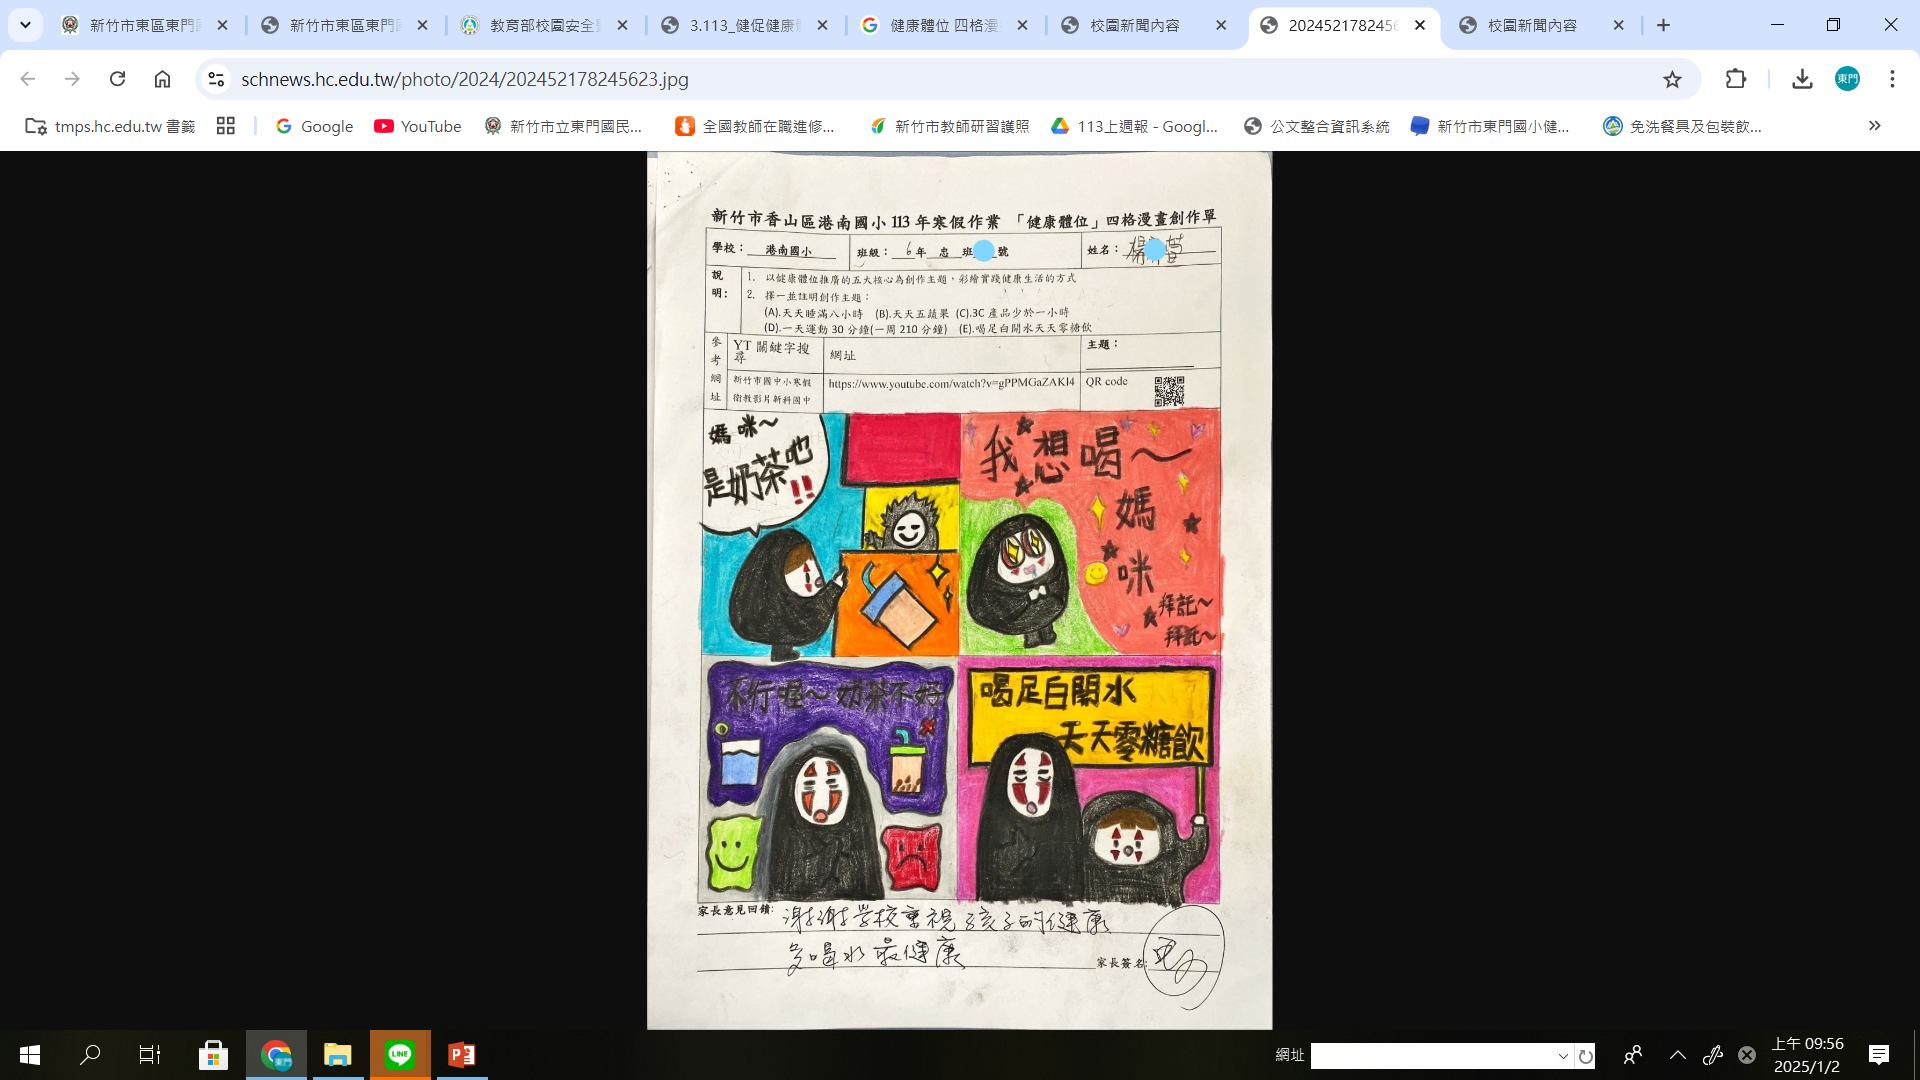 新竹市東區東門國
新竹市東區東門國
教育部校園安全
3.113_健促健康
健康體位 四格漫
校園新聞內容
2024521782456
校園新聞內容
schnews.hc.edu.tw/photo/2024/202452178245623.jpg
東門
tmps.hc.edu.tw 書籤
Google
YouTube
新竹市立東門國民...
全國教師在職進修...
新竹市教師研習護照
113上週報 - Googl...
公文整合資訊系統
新竹市東門國小健...
免洗餐具及包裝飲...
新竹市香山區港南國小 113 年寒假作業 「健康體位」四格漫畫創作單
學校： 港南國小 班級： 6 年 忠 班 號 姓名：
說明：
1. 以健康體位推廣的五大核心為創作主題，彩繪實踐健康生活的方式
2. 擇一並註明創作主題：
(A).天天睡滿八小時 (B).天天五蔬果 (C).3C 產品少於一小時
(D).一天運動 30 分鐘(一周 210 分鐘) (E).喝足白開水天天零糖飲
參考網址
YT 關鍵字搜尋
網址
主題：
新竹市國中小寒假
衛教影片新科國中
https://www.youtube.com/watch?v=gPPMGaZAKI4
QR code
媽咪～
是奶茶吔!!
我想喝～
媽咪
拜託～
拜託～
不行喔～奶茶不好
喝足白開水
天天零糖飲
家長意見回饋：
謝謝學校重視孩子的健康
多喝水最健康
家長簽名：
東門
LINE
網址
上午 09:56
2025/1/2